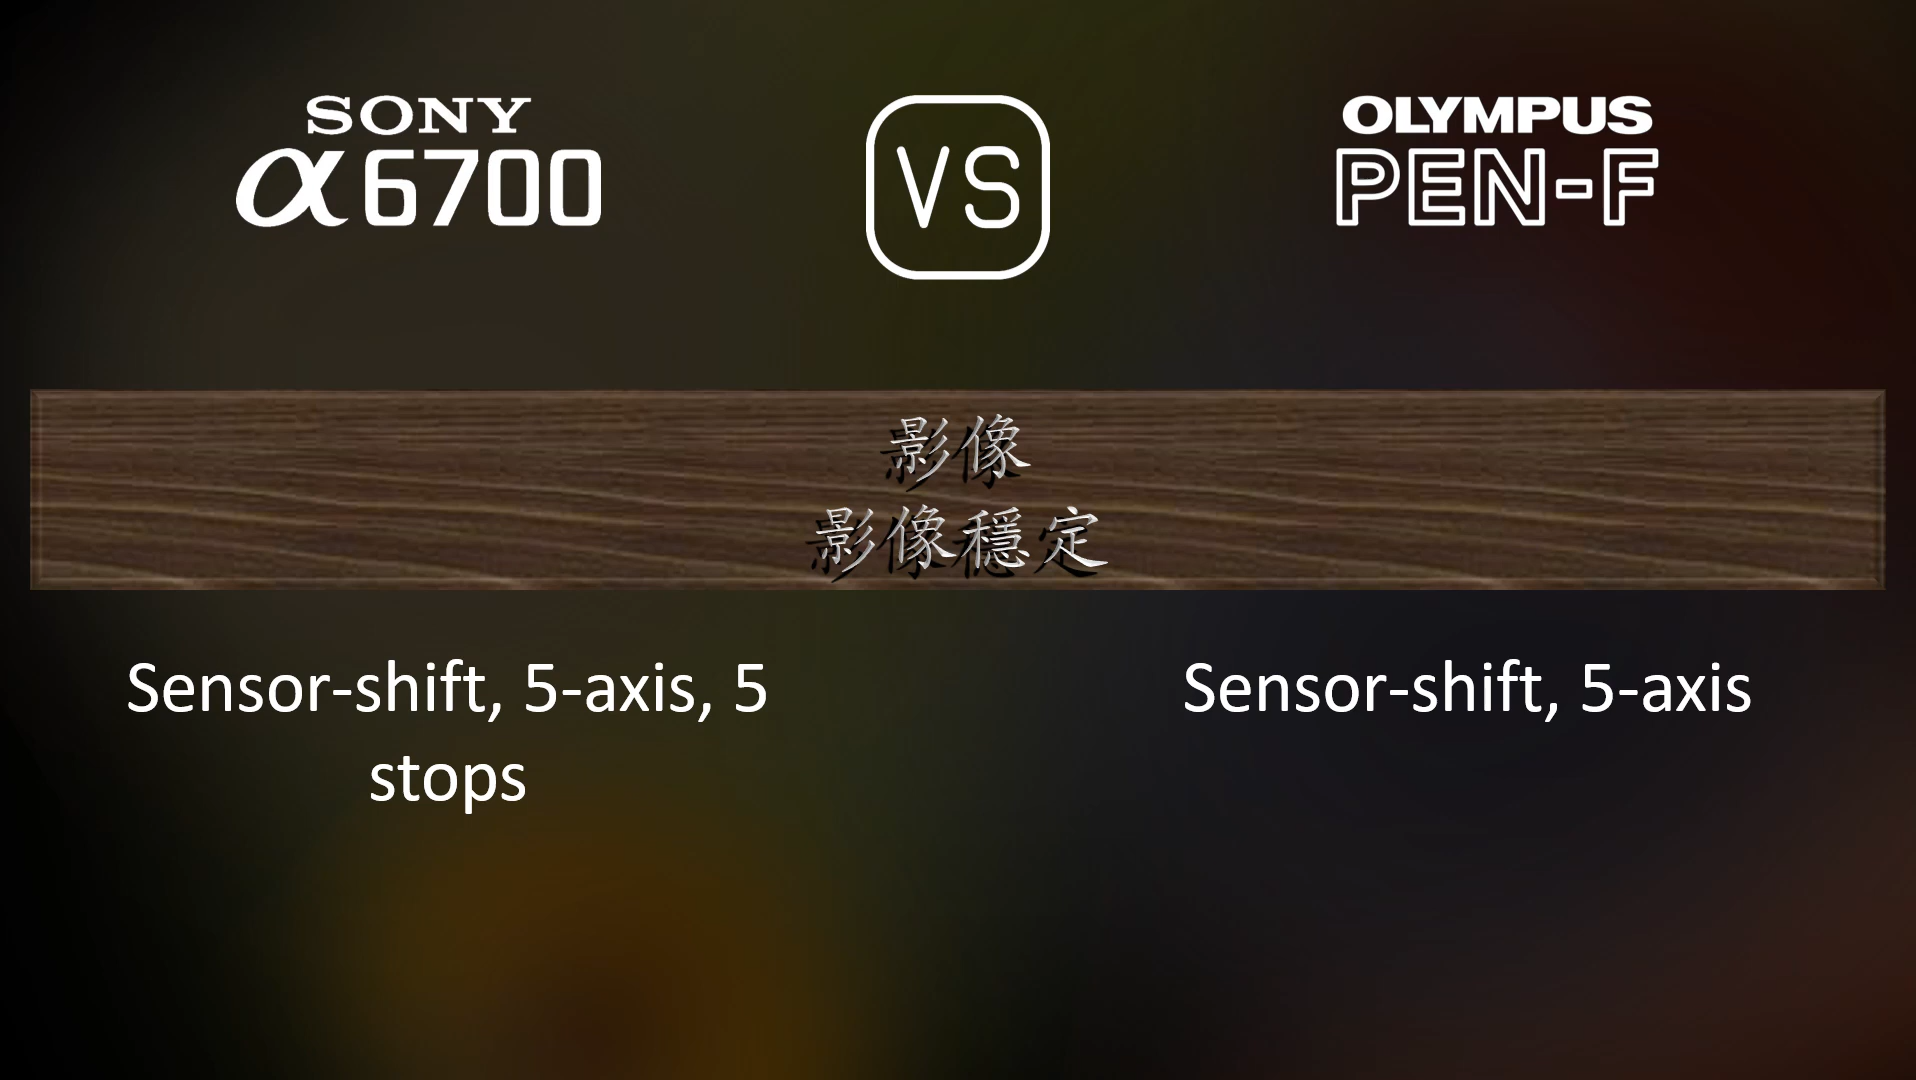 SONY
α6700
VS
OLYMPUS
PEN-F
影像
影像穩定
Sensor-shift, 5-axis, 5
stops
Sensor-shift, 5-axis